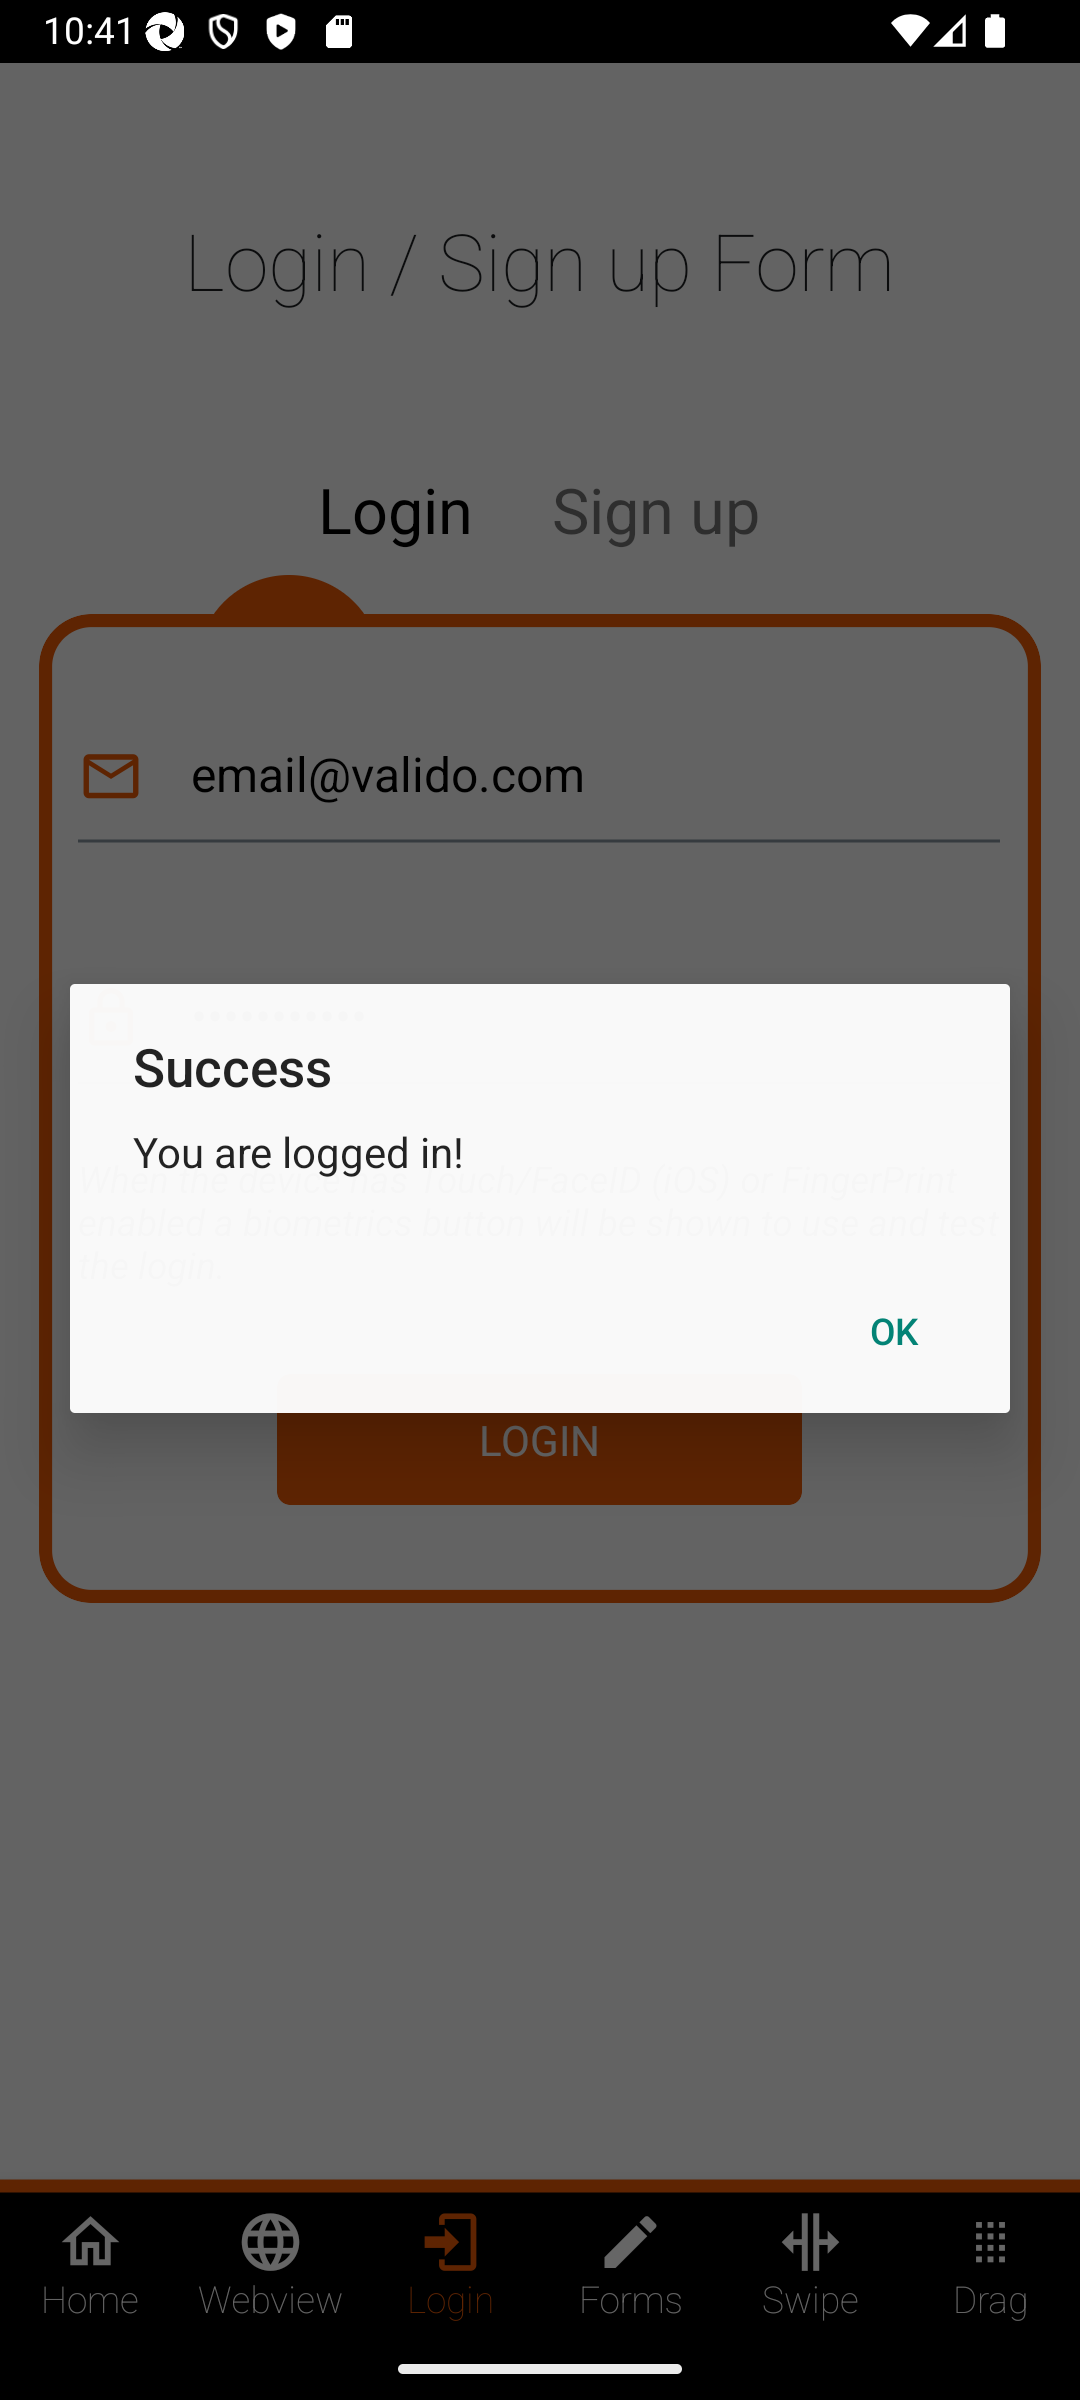 10:41
Login / Sign up Form
Login
Sign up
email@valido.com
Success
You are logged in!
When the device has Touch/FaceID (iOS) or FingerPrint
enabled a biometrics button will be shown to use and test
the login.
OK
LOGIN
Home
Webview
Login
Forms
Swipe
Drag